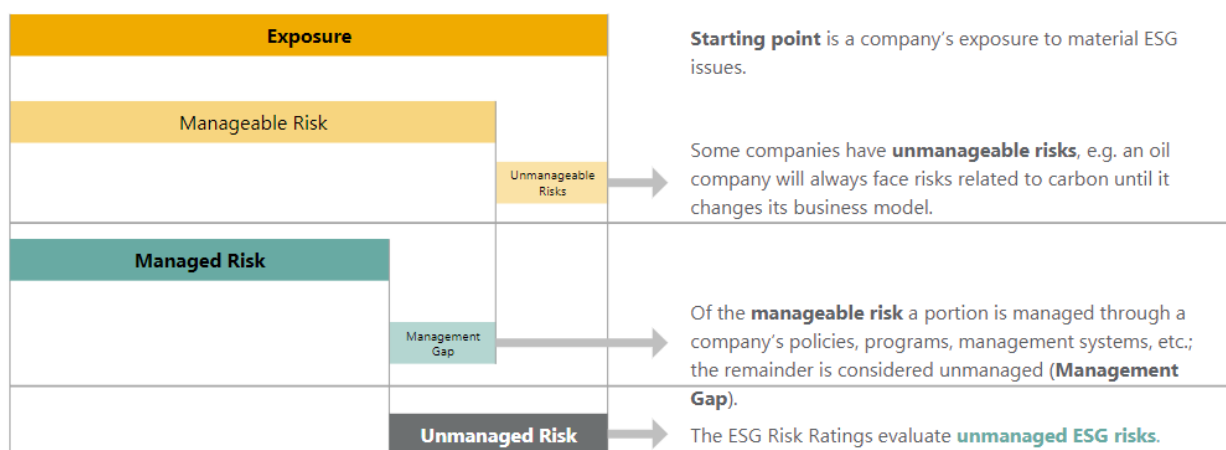 Exposure
Starting point is a company’s exposure to material ESG
issues.
Manageable Risk
Unmanageable
Risks
Some companies have unmanageable risks, e.g. an oil
company will always face risks related to carbon until it
changes its business model.
Managed Risk
Management
Gap
Of the manageable risk a portion is managed through a
company’s policies, programs, management systems, etc.;
the remainder is considered unmanaged (Management
Gap).
Unmanaged Risk
The ESG Risk Ratings evaluate unmanaged ESG risks.